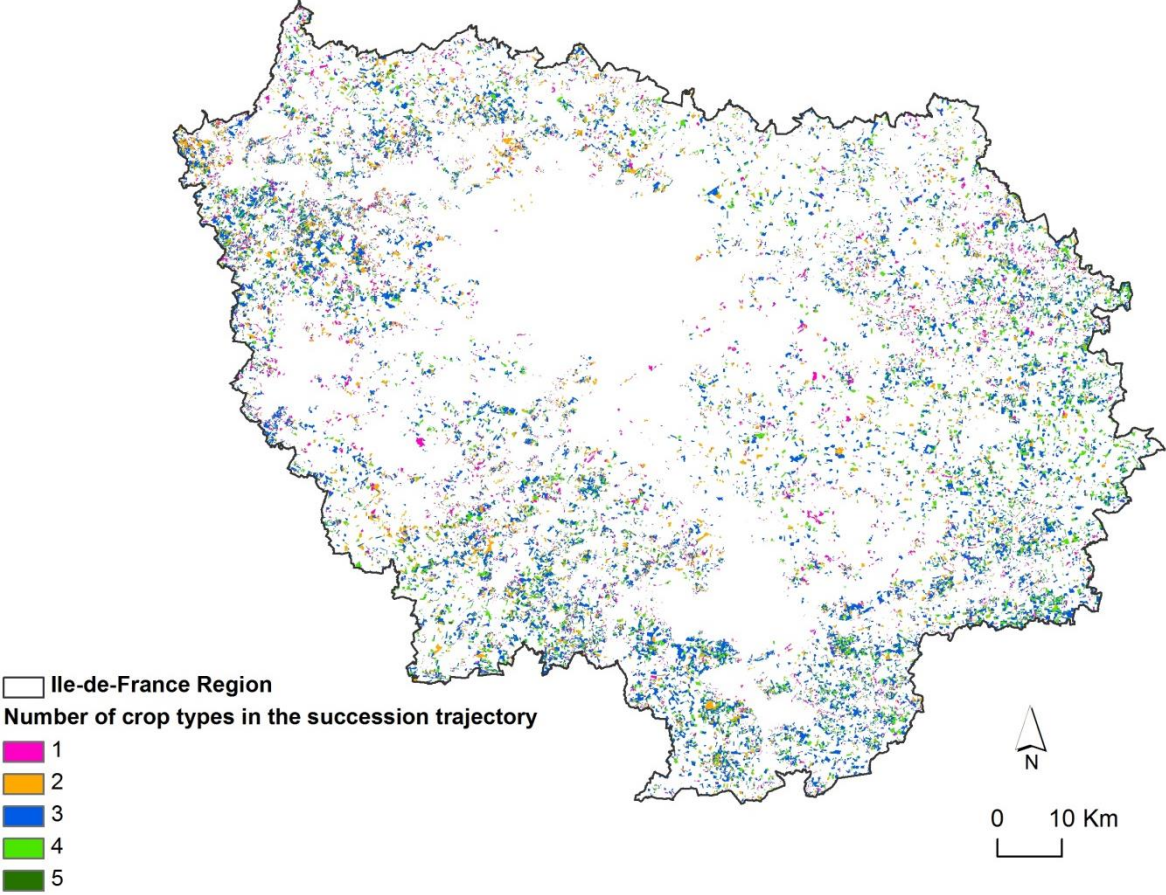 Ile-de-France Region
Number of crop types in the succession trajectory
1
2
3
4
5
N
0 10 Km